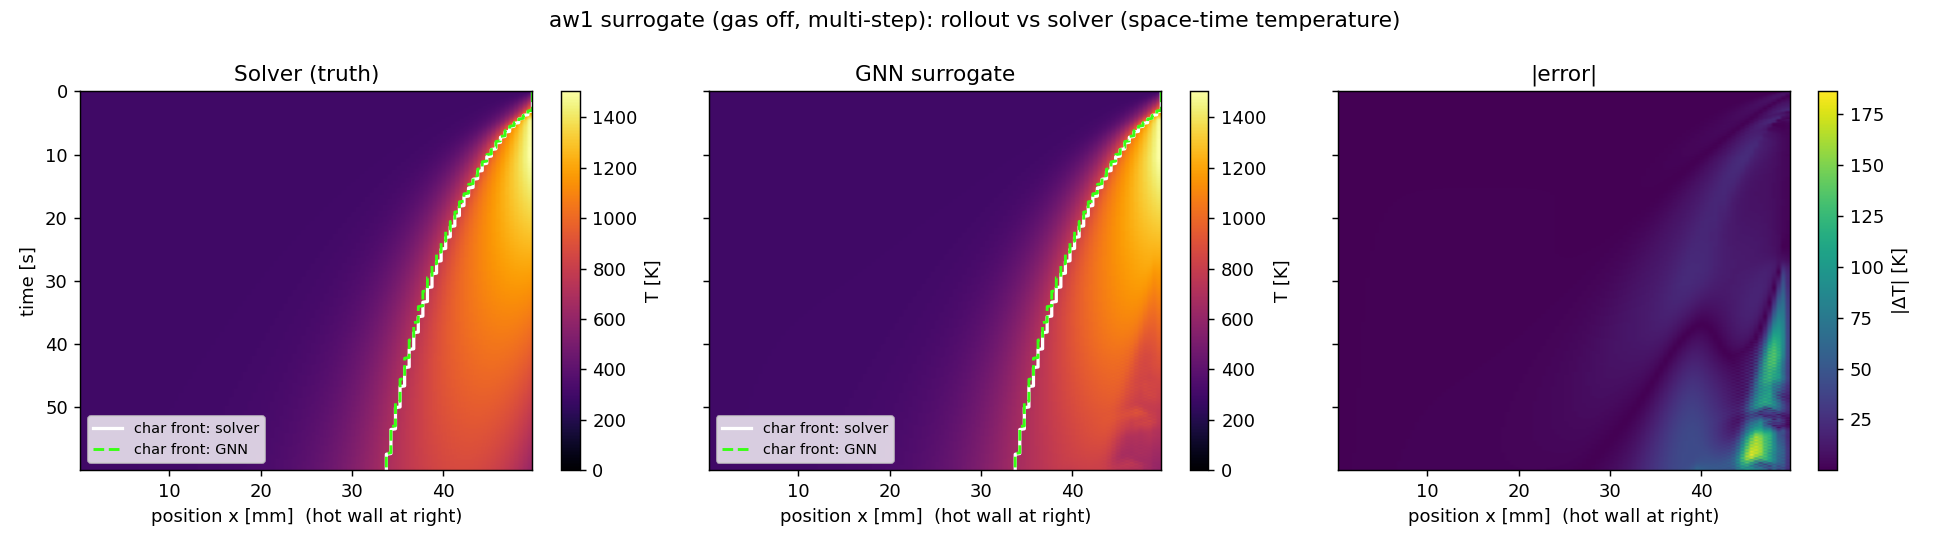 aw1 surrogate (gas off, multi-step): rollout vs solver (space-time temperature)
Solver (truth)
0
10
20
30
40
50
time [s]
10
20
30
40
position x [mm]  (hot wall at right)
char front: solver
char front: GNN
1400
1200
1000
800
600
400
200
0
T [K]
GNN surrogate
10
20
30
40
position x [mm]  (hot wall at right)
char front: solver
char front: GNN
1400
1200
1000
800
600
400
200
0
T [K]
|error|
10
20
30
40
position x [mm]  (hot wall at right)
175
150
125
100
75
50
25
|ΔT| [K]